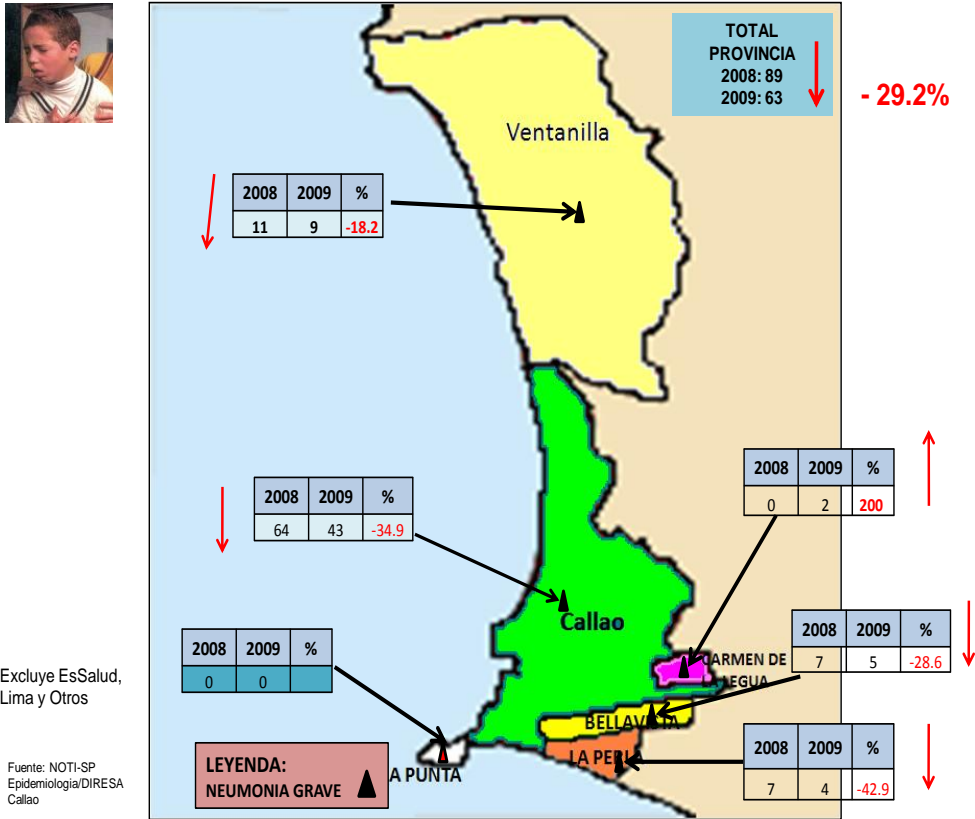 TOTAL
PROVINCIA
2008: 89
2009: 63
- 29.2%
Ventanilla
2008 2009 %
11 9 -18.2
2008 2009 %
0 2 200
2008 2009 %
64 43 -34.9
Callao
2008 2009 %
7 5 -28.6
CARMEN DE
LA LEGUA
2008 2009 %
0 0
Excluye EsSalud,
Lima y Otros
BELLAVISTA
LA PERLA
2008 2009 %
7 4 -42.9
A PUNTA
LEYENDA:
NEUMONIA GRAVE
Fuente: NOTI-SP
Epidemiologia/DIRESA
Callao